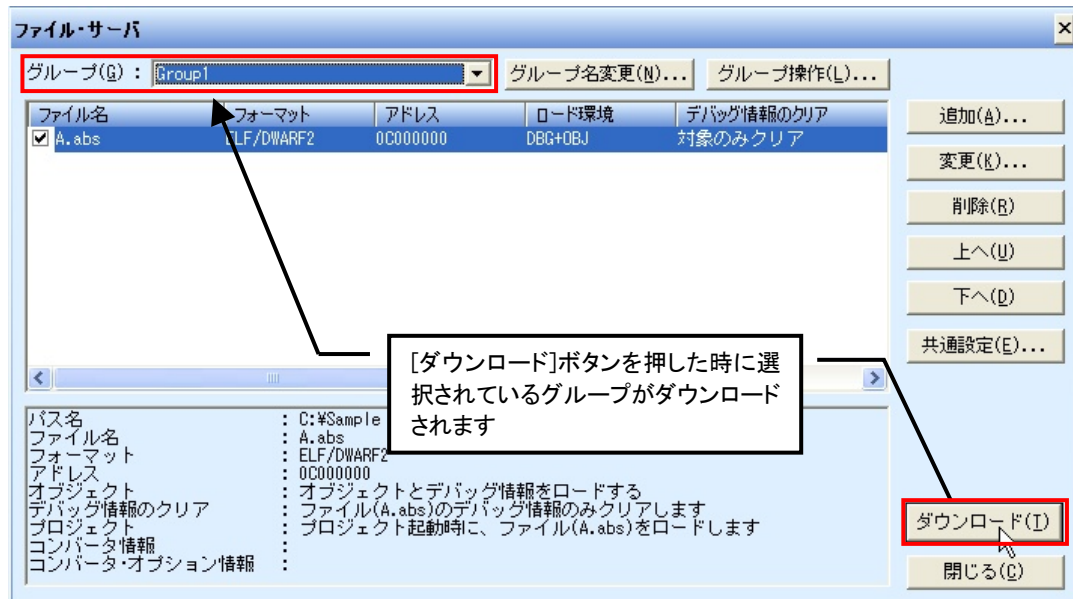 ファイル・サーバ
グループ(G) : Group1 グループ名変更(N)... グループ操作(L)...
ファイル名 フォーマット アドレス ロード環境 デバッグ情報のクリア
A.abs ELF/DWARF2 0C000000 DBG+OBJ 対象のみクリア
追加(A)...
変更(K)...
削除(R)
上へ(U)
下へ(D)
共通設定(E)...
[ダウンロード]ボタンを押した時に選
択されているグループがダウンロード
されます
パス名 : C:¥Sample
ファイル名 : A.abs
フォーマット : ELF/DWARF2
アドレス : 0C000000
オブジェクト : オブジェクトとデバッグ情報をロードする
デバッグ情報のクリア : ファイル(A.abs)のデバッグ情報のみクリアします
プロジェクト : プロジェクト起動時に、ファイル(A.abs)をロードします
コンバータ情報 :
コンバータ・オプション情報 :
ダウンロード(T)
閉じる(C)